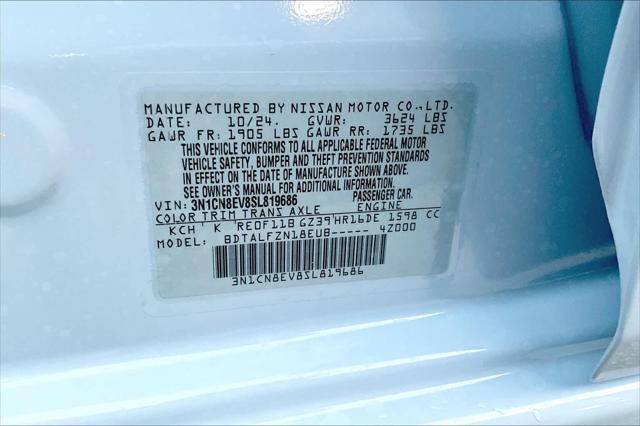 MANUFACTURED BY NISSAN MOTOR CO.,LTD.
DATE: 10/24. GVWR: 3624 LBS
GAWR FR: 1905 LBS GAWR RR: 1735 LBS
THIS VEHICLE CONFORMS TO ALL APPLICABLE FEDERAL MOTOR
VEHICLE SAFETY, BUMPER AND THEFT PREVENTION STANDARDS
IN EFFECT ON THE DATE OF MANUFACTURE SHOWN ABOVE.
SEE OWNER'S MANUAL FOR ADDITIONAL INFORMATION.
VIN: 3N1CN8EV8SL819686 PASSENGER CAR.
COLOR TRIM TRANS AXLE ENGINE
KCH K RE0F11B GZ39 HR16DE 1598 CC
MODEL: BDTALFZN18EUB----- 4Z000
3N1CN8EV8SL819686